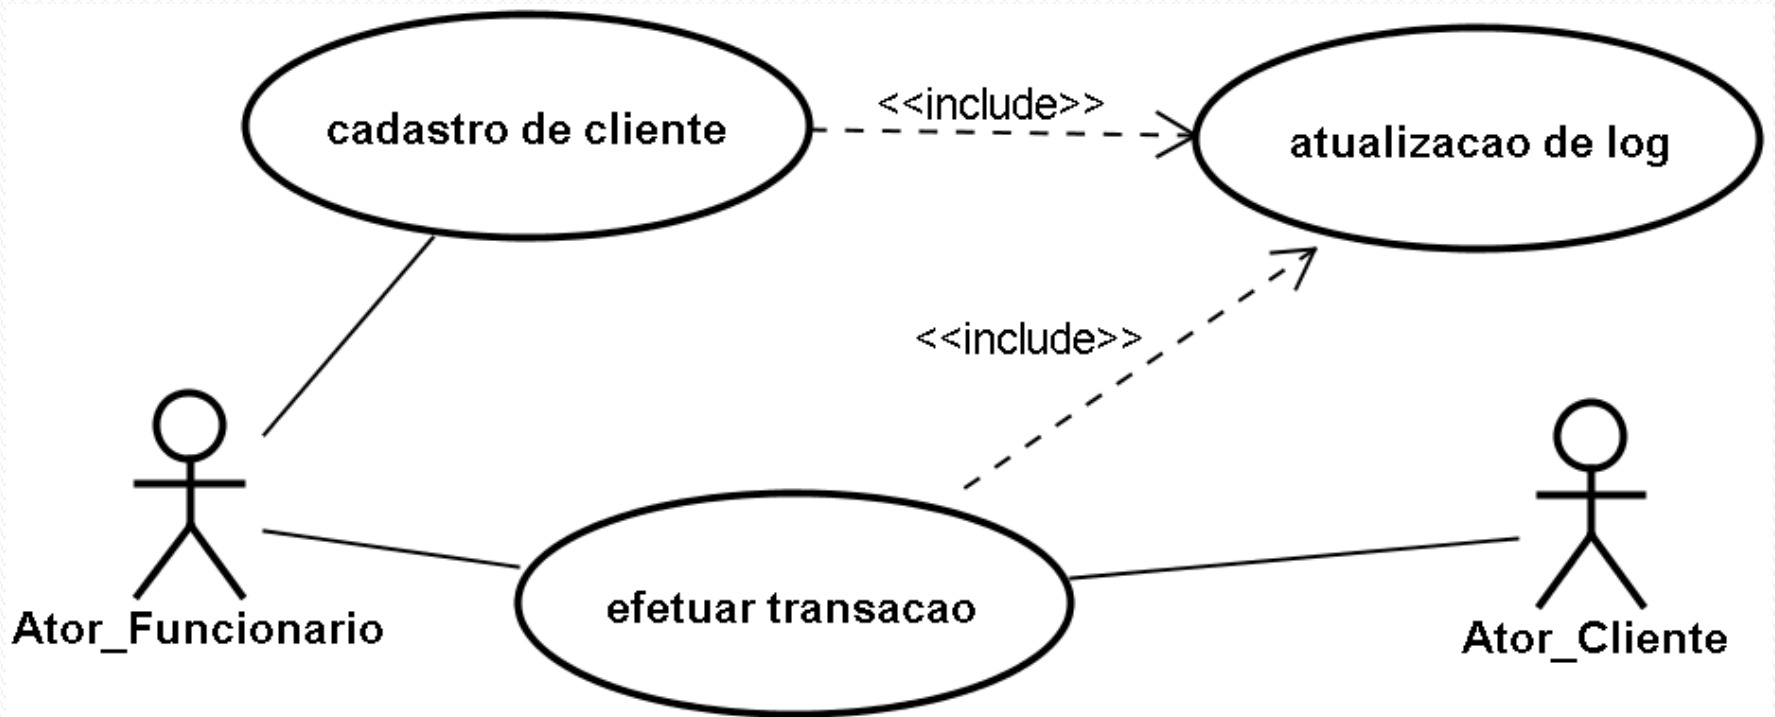 cadastro de cliente
<<include>>
atualizacao de log
<<include>>
Ator_Funcionario
efetuar transacao
Ator_Cliente